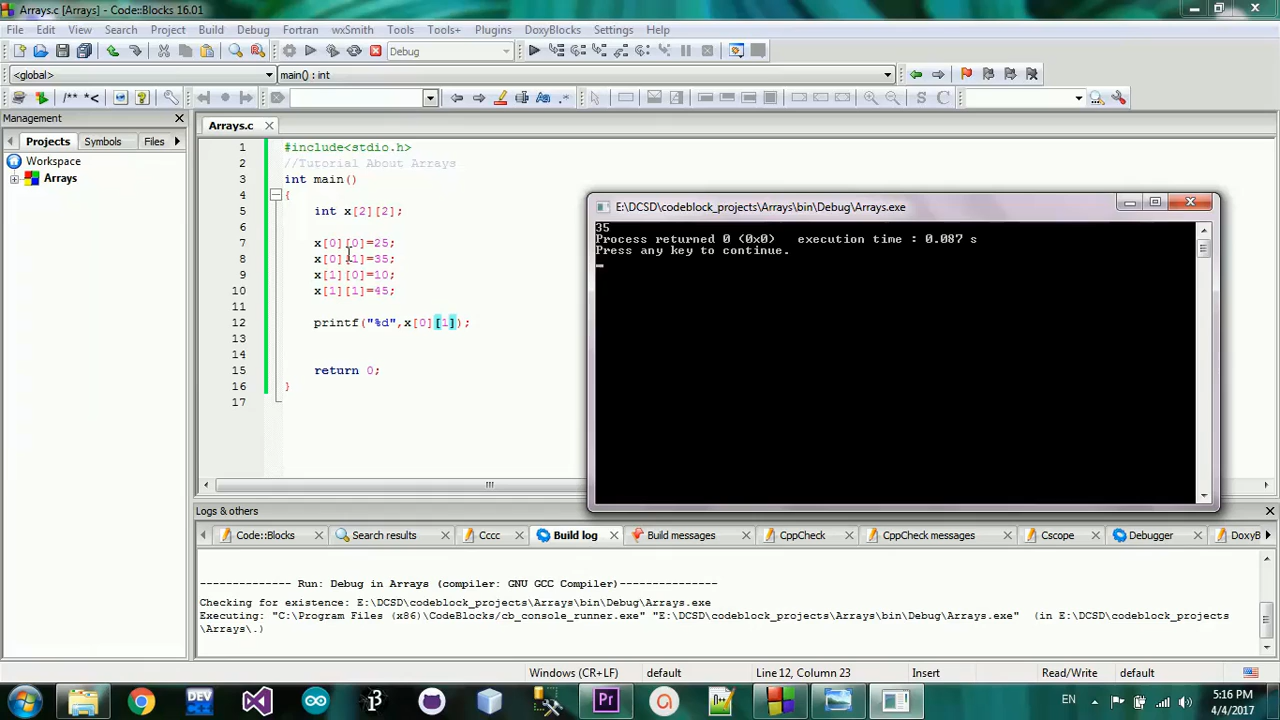 Arrays.c [Arrays] - Code::Blocks 16.01
File Edit View Search Project Build Debug Fortran wxSmith Tools Tools+ Plugins DoxyBlocks Settings Help
Debug
<global> main() : int
/** *<
S C
Management
Projects Symbols Files
Workspace
Arrays
Arrays.c
1 #include<stdio.h>
2 //Tutorial About Arrays
3 int main()
4 {
5 int x[2][2];
6
7 x[0][0]=25;
8 x[0][1]=35;
9 x[1][0]=10;
10 x[1][1]=45;
11
12 printf("%d",x[0][1]);
13
14
15 return 0;
16 }
17
E:\DCSD\codeblock_projects\Arrays\bin\Debug\Arrays.exe
35
Process returned 0 (0x0) execution time : 0.087 s
Press any key to continue.
Logs & others
Code::Blocks Search results Cccc Build log Build messages CppCheck CppCheck messages Cscope Debugger DoxyB
-------------- Run: Debug in Arrays (compiler: GNU GCC Compiler)---------------
Checking for existence: E:\DCSD\codeblock_projects\Arrays\bin\Debug\Arrays.exe
Executing: "C:\Program Files (x86)\CodeBlocks/cb_console_runner.exe" "E:\DCSD\codeblock_projects\Arrays\bin\Debug\Arrays.exe" (in E:\DCSD\codeblock_projects
\Arrays\.)
Windows (CR+LF) default Line 12, Column 23 Insert Read/Write default
DEV
Pr
EN
5:16 PM
4/4/2017